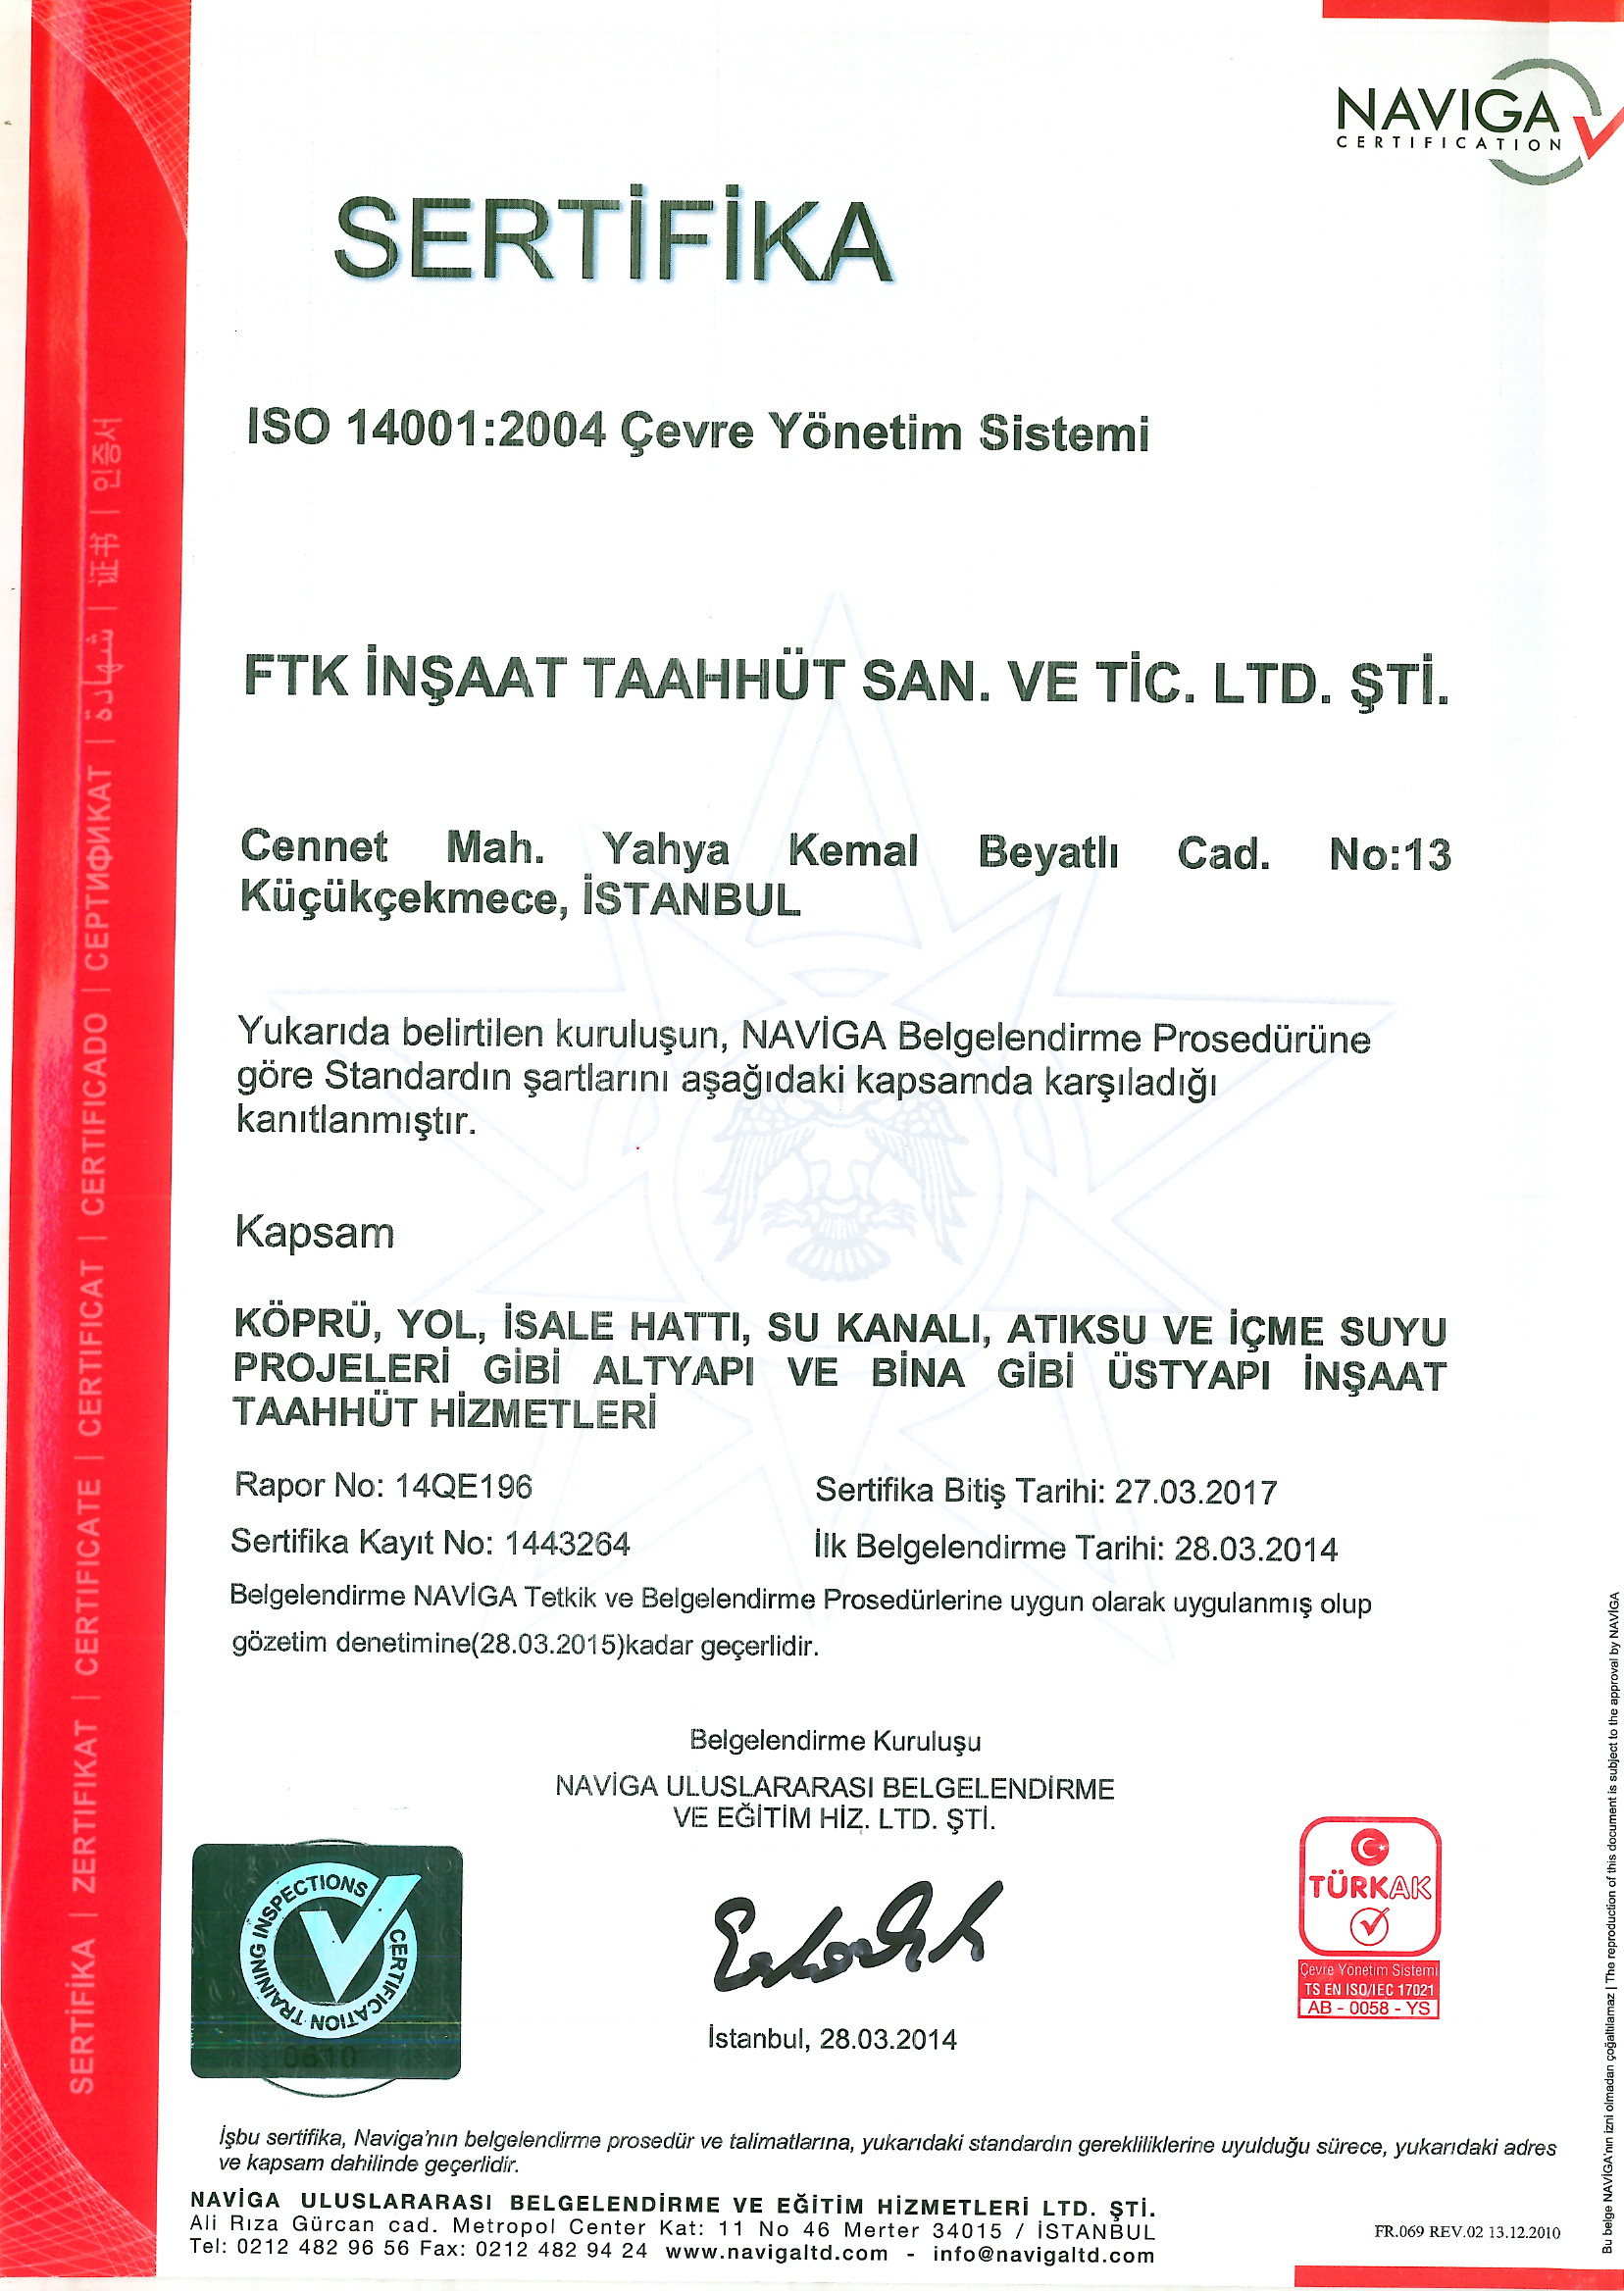 NAVIGA
CERTIFICATION
SERTİFİKA
ISO 14001:2004 Çevre Yönetim Sistemi
FTK İNŞAAT TAAHHÜT SAN. VE TİC. LTD. ŞTİ.
Cennet Mah. Yahya Kemal Beyatlı Cad. No:13
Küçükçekmece, İSTANBUL
Yukarıda belirtilen kuruluşun, NAVİGA Belgelendirme Prosedürüne
göre Standardın şartlarını aşağıdaki kapsamda karşıladığı
kanıtlanmıştır.
Kapsam
KÖPRÜ, YOL, İSALE HATTI, SU KANALI, ATIKSU VE İÇME SUYU
PROJELERİ GİBİ ALTYAPI VE BİNA GİBİ ÜSTYAPI İNŞAAT
TAAHHÜT HİZMETLERİ
Rapor No: 14QE196
Sertifika Bitiş Tarihi: 27.03.2017
Sertifika Kayıt No: 1443264
İlk Belgelendirme Tarihi: 28.03.2014
Belgelendirme NAVİGA Tetkik ve Belgelendirme Prosedürlerine uygun olarak uygulanmış olup
gözetim denetimine(28.03.2015)kadar geçerlidir.
Belgelendirme Kuruluşu
NAVİGA ULUSLARARASI BELGELENDİRME
VE EĞİTİM HİZ. LTD. ŞTİ.
İstanbul, 28.03.2014
TRAINING INSPECTIONS CERTIFICATION
0610
TÜRKAK
Çevre Yönetim Sistemi
TS EN ISO/IEC 17021
AB - 0058 - YS
İşbu sertifika, Naviga'nın belgelendirme prosedür ve talimatlarına, yukarıdaki standardın gerekliliklerine uyulduğu sürece, yukarıdaki adres
ve kapsam dahilinde geçerlidir.
NAVİGA ULUSLARARASI BELGELENDİRME VE EĞİTİM HİZMETLERİ LTD. ŞTİ.
Ali Rıza Gürcan cad. Metropol Center Kat: 11 No 46 Merter 34015 / İSTANBUL
Tel: 0212 482 96 56 Fax: 0212 482 94 24 www.navigaltd.com - info@navigaltd.com
FR.069 REV.02 13.12.2010
SERTİFİKA | ZERTIFIKAT | CERTIFICATE | CERTIFICAT | CERTIFICADO | СЕРТИФИКАТ | شهادة | 证书 | 인증서
Bu belge NAVİGA'nın izni olmadan çoğaltılamaz | The reproduction of this document is subject to the approval by NAVİGA